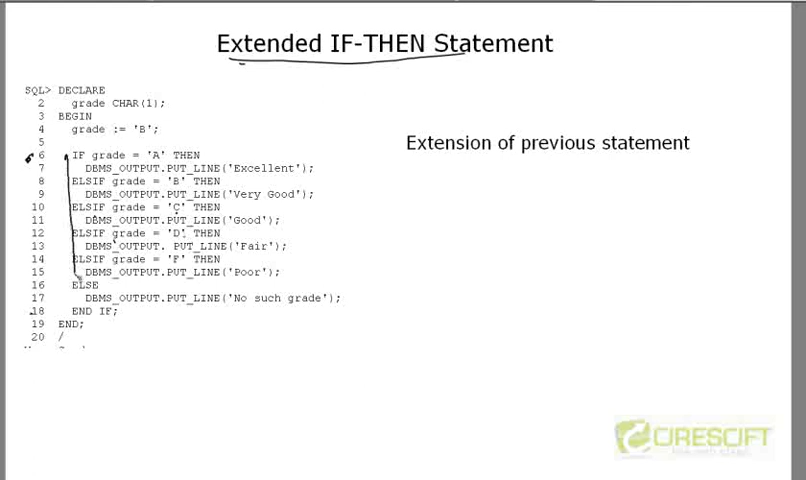 Extended IF-THEN Statement
SQL> DECLARE
2 grade CHAR(1);
3 BEGIN
4 grade := 'B';
5
6 IF grade = 'A' THEN
7 DBMS_OUTPUT.PUT_LINE('Excellent');
8 ELSIF grade = 'B' THEN
9 DBMS_OUTPUT.PUT_LINE('Very Good');
10 ELSIF grade = 'C' THEN
11 DBMS_OUTPUT.PUT_LINE('Good');
12 ELSIF grade = 'D' THEN
13 DBMS_OUTPUT. PUT_LINE('Fair');
14 ELSIF grade = 'F' THEN
15 DBMS_OUTPUT.PUT_LINE('Poor');
16 ELSE
17 DBMS_OUTPUT.PUT_LINE('No such grade');
18 END IF;
19 END;
20 /
Extension of previous statement